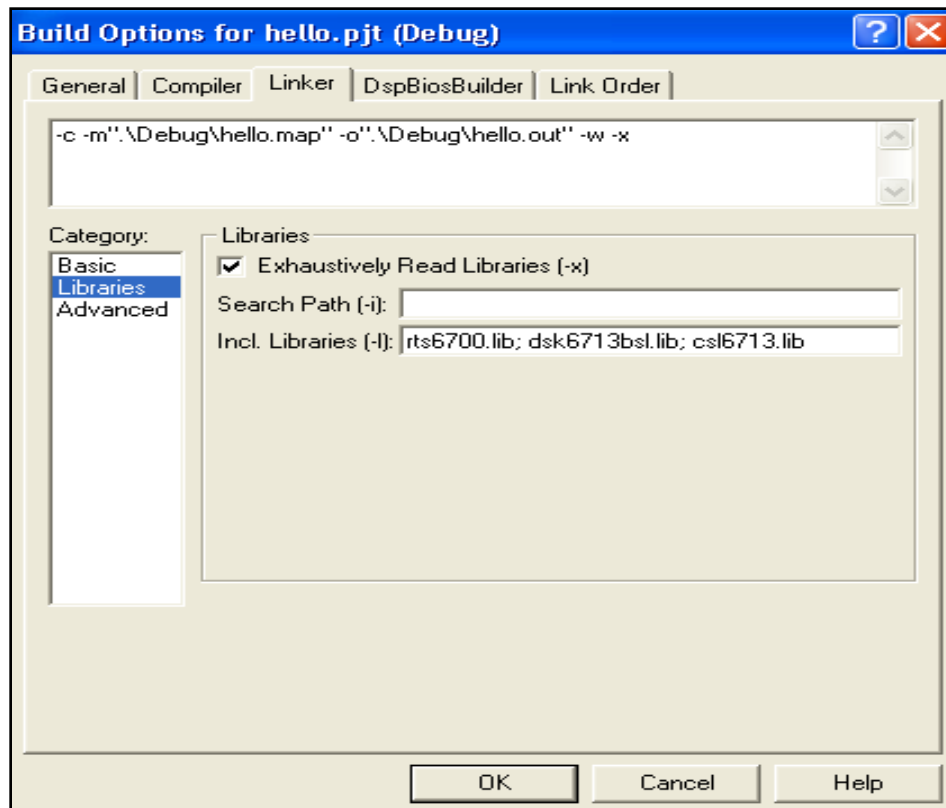 Build Options for hello.pjt (Debug)
General Compiler Linker DspBiosBuilder Link Order
-c -m".\Debug\hello.map" -o".\Debug\hello.out" -w -x
Category:
Basic
Libraries
Advanced
Libraries
Exhaustively Read Libraries (-x)
Search Path (-i):
Incl. Libraries (-l): rts6700.lib; dsk6713bsl.lib; csl6713.lib
OK Cancel Help